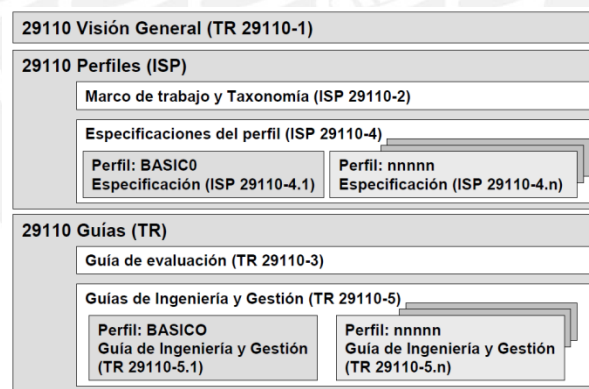 29110 Visión General (TR 29110-1)
29110 Perfiles (ISP)
Marco de trabajo y Taxonomía (ISP 29110-2)
Especificaciones del perfil (ISP 29110-4)
Perfil: BASIC0
Especificación (ISP 29110-4.1)
Perfil: nnnnn
Especificación (ISP 29110-4.n)
29110 Guías (TR)
Guía de evaluación (TR 29110-3)
Guías de Ingeniería y Gestión (TR 29110-5)
Perfil: BASICO
Guía de Ingeniería y Gestión
(TR 29110-5.1)
Perfil: nnnnn
Guía de Ingeniería y Gestión
(TR 29110-5.n)